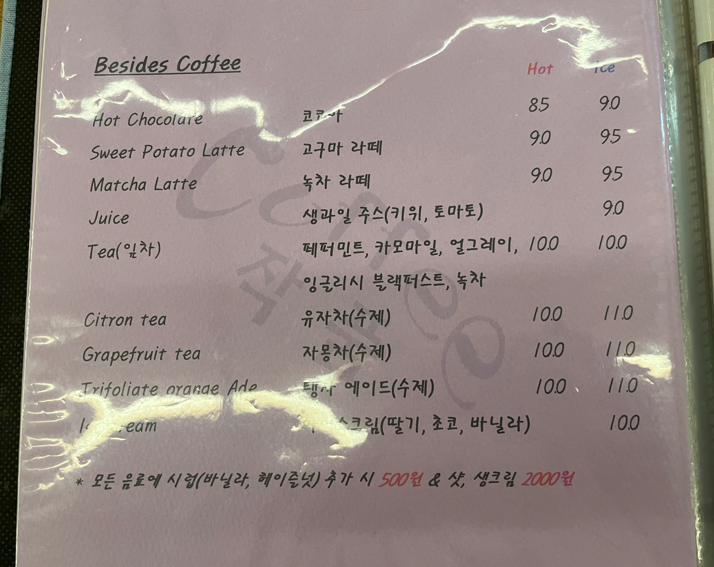 Besides Coffee Hot ice
Hot Chocolate 코코아 8.5 9.0
Sweet Potato Latte 고구마 라떼 9.0 9.5
Matcha Latte 녹차 라떼 9.0 9.5
Juice 생과일 주스(키위, 토마토) 9.0
Tea(잎차) 페퍼민트, 카모마일, 얼그레이, 10.0 10.0
잉글리시 블랙퍼스트, 녹차
Citron tea 유자차(수제) 10.0 11.0
Grapefruit tea 자몽차(수제) 10.0 11.0
Trifoliate orange Ade 탱자 에이드(수제) 10.0 11.0
스크림(딸기, 초코, 바닐라) 10.0
* 모든 음료에 시럽(바닐라, 헤이즐넛) 추가 시 500원 & 샷, 생크림 2000원
Coffee